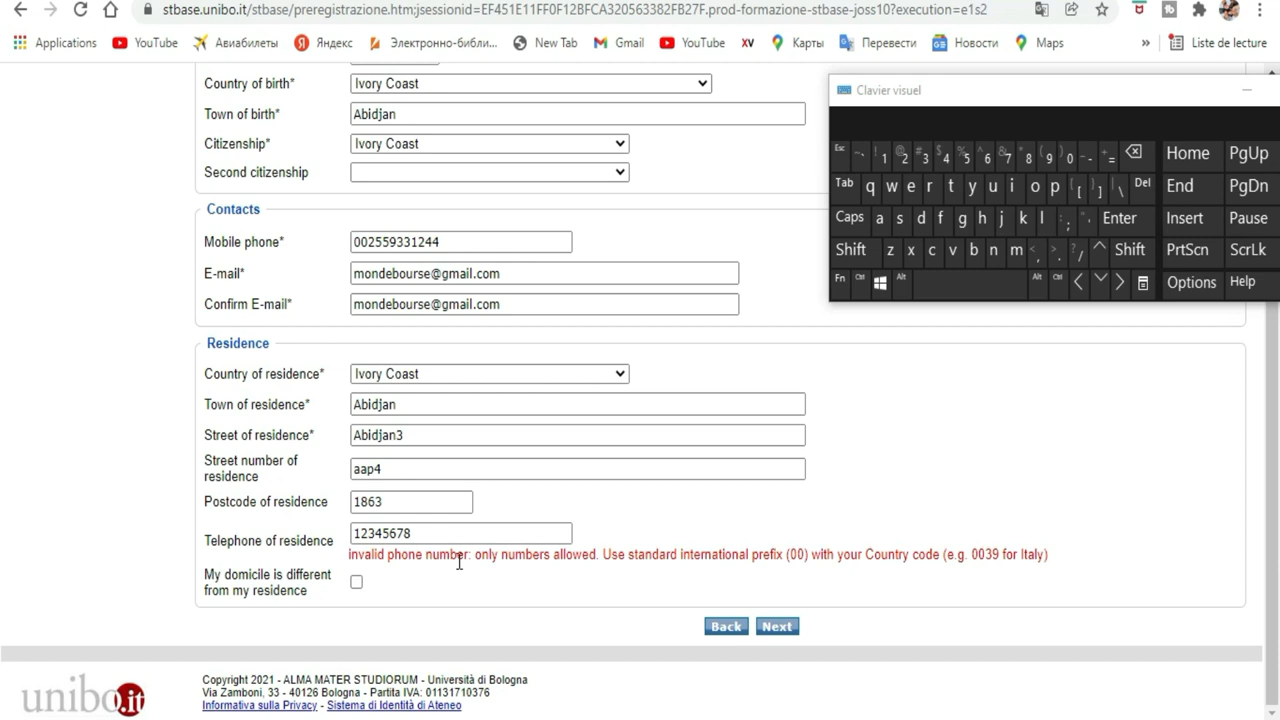 stbase.unibo.it/stbase/preregistrazione.htm;jsessionid=EF451E11FF0F12BFCA320563382FB27F.prod-formazione-stbase-joss10?execution=e1s2
Applications YouTube Авиабилеты Яндекс Электронно-библи... New Tab Gmail YouTube XV Карты Перевести Новости Maps » Liste de lecture
Country of birth* Ivory Coast
Town of birth* Abidjan
Citizenship* Ivory Coast
Second citizenship
Contacts
Mobile phone* 002559331244
E-mail* mondebourse@gmail.com
Confirm E-mail* mondebourse@gmail.com
Residence
Country of residence* Ivory Coast
Town of residence* Abidjan
Street of residence* Abidjan3
Street number of
residence aap4
Postcode of residence 1863
Telephone of residence 12345678
invalid phone number: only numbers allowed. Use standard international prefix (00) with your Country code (e.g. 0039 for Italy)
My domicile is different
from my residence
Back Next
unibo.it
Copyright 2021 - ALMA MATER STUDIORUM - Università di Bologna
Via Zamboni, 33 - 40126 Bologna - Partita IVA: 01131710376
Informativa sulla Privacy - Sistema di Identità di Ateneo
Clavier visuel
Esc ~ ` ! 1 @ 2 # 3 $ 4 % 5 ^ 6 & 7 * 8 ( 9 ) 0 _ - + = Home PgUp
Tab q w e r t y u i o p { [ } ] | \ Del End PgDn
Caps a s d f g h j k l : ; " ' Enter Insert Pause
Shift z x c v b n m < , > . ? / Shift PrtScn ScrLk
Fn Ctrl Alt Alt Ctrl Options Help